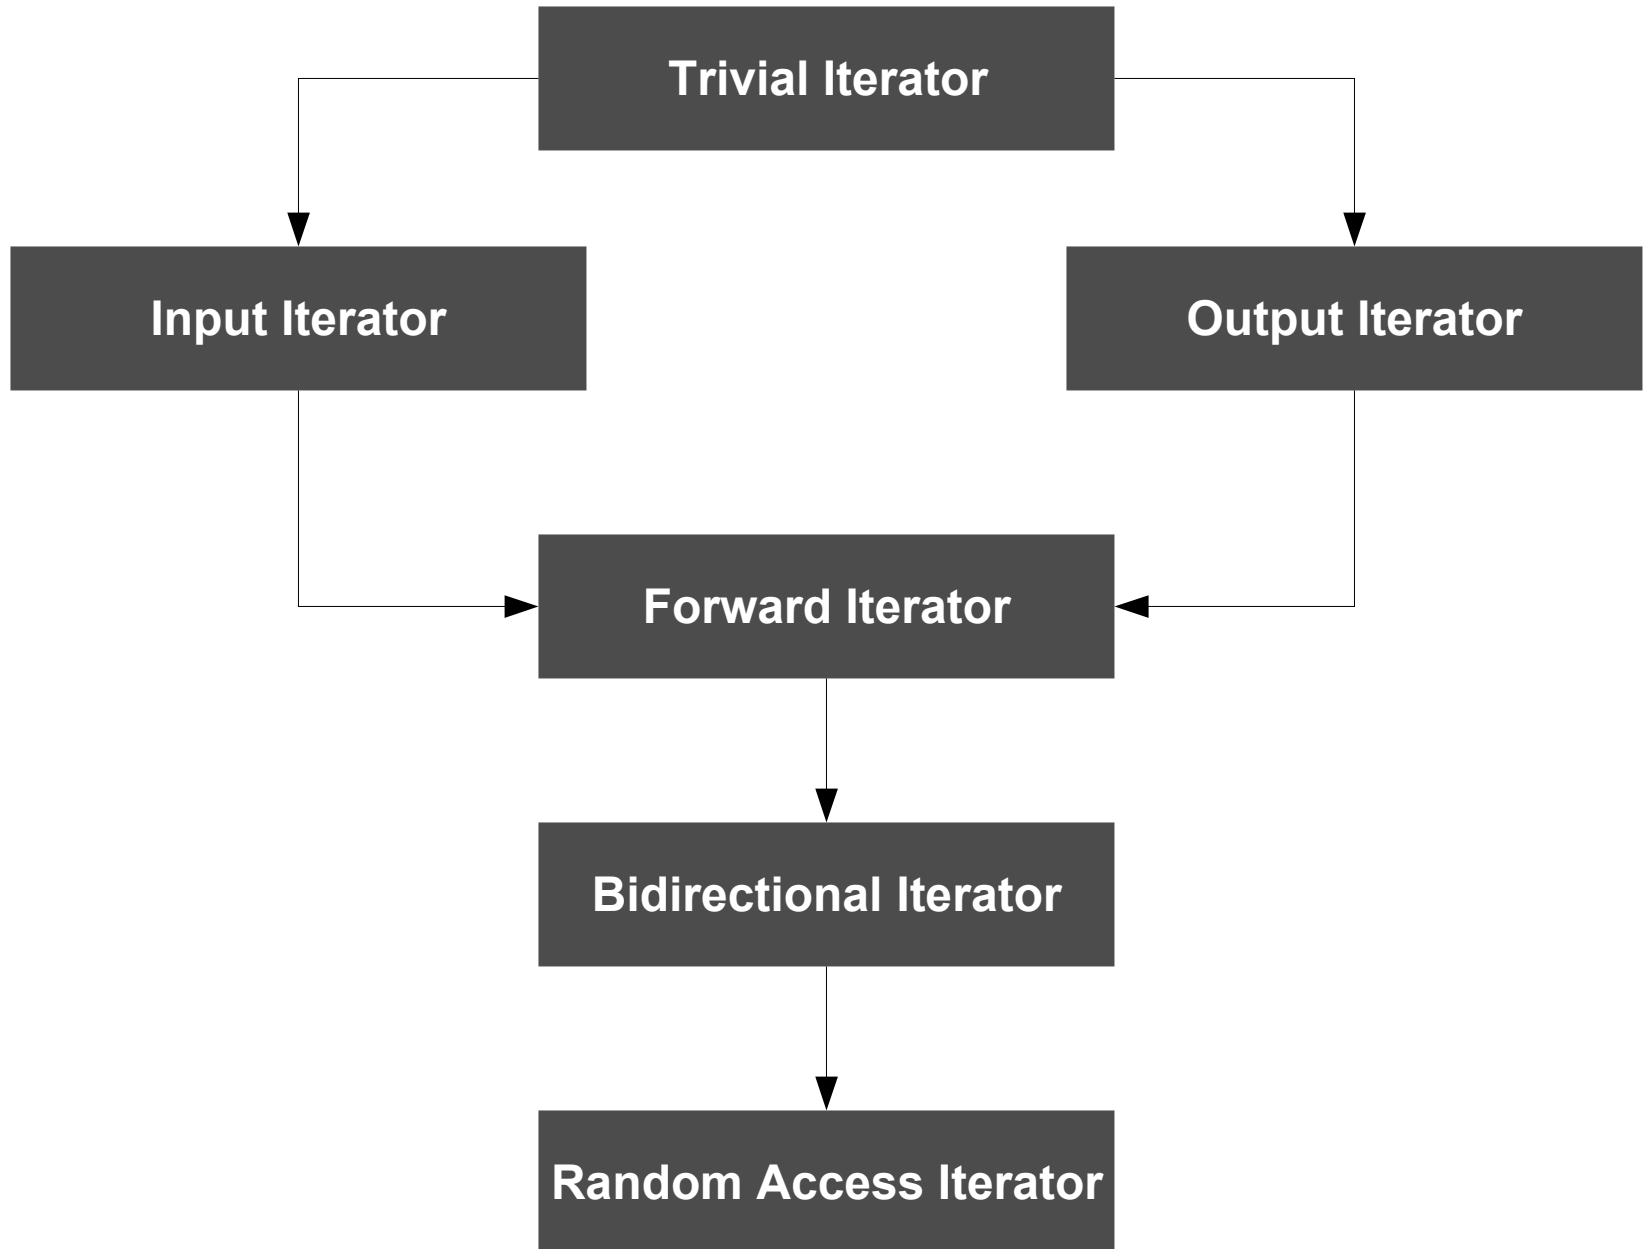 Trivial Iterator
Input Iterator
Output Iterator
Forward Iterator
Bidirectional Iterator
Random Access Iterator